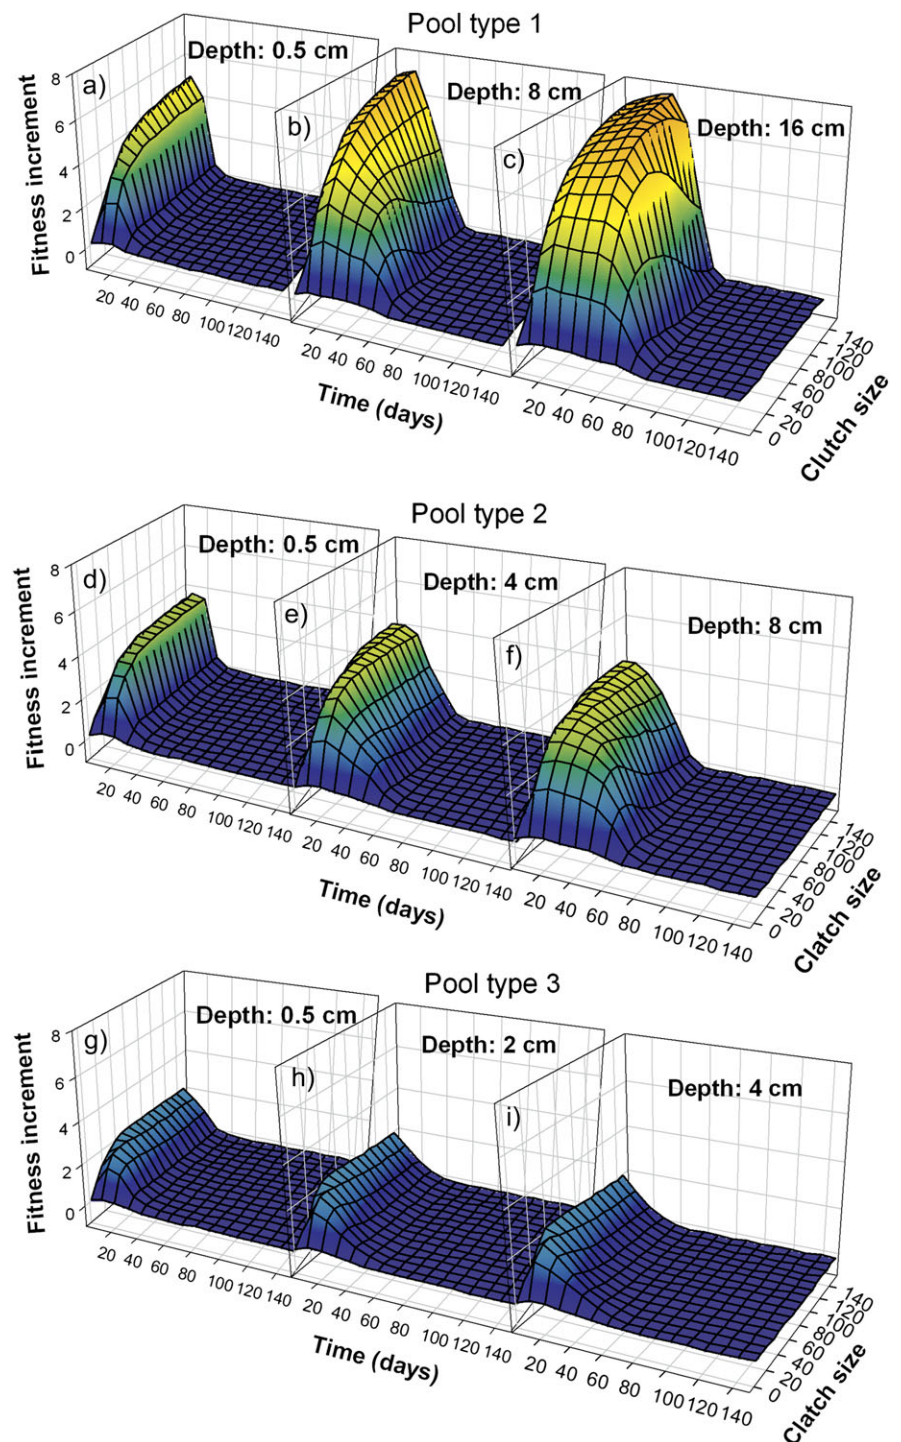 Pool type 1
Depth: 0.5 cm
Depth: 8 cm
Depth: 16 cm
a)
b)
c)
Fitness increment
8
6
4
2
0
20 40 60 80 100 120 140
20 40 60 80 100 120 140
20 40 60 80 100 120 140
Time (days)
0 20 40 60 80 100 120 140
Clutch size
Pool type 2
Depth: 0.5 cm
Depth: 4 cm
Depth: 8 cm
d)
e)
f)
Fitness increment
8
6
4
2
0
20 40 60 80 100 120 140
20 40 60 80 100 120 140
20 40 60 80 100 120 140
Time (days)
0 20 40 60 80 100 120 140
Clatch size
Pool type 3
Depth: 0.5 cm
Depth: 2 cm
Depth: 4 cm
g)
h)
i)
Fitness increment
8
6
4
2
0
20 40 60 80 100 120 140
20 40 60 80 100 120 140
20 40 60 80 100 120 140
Time (days)
0 20 40 60 80 100 120 140
Clatch size